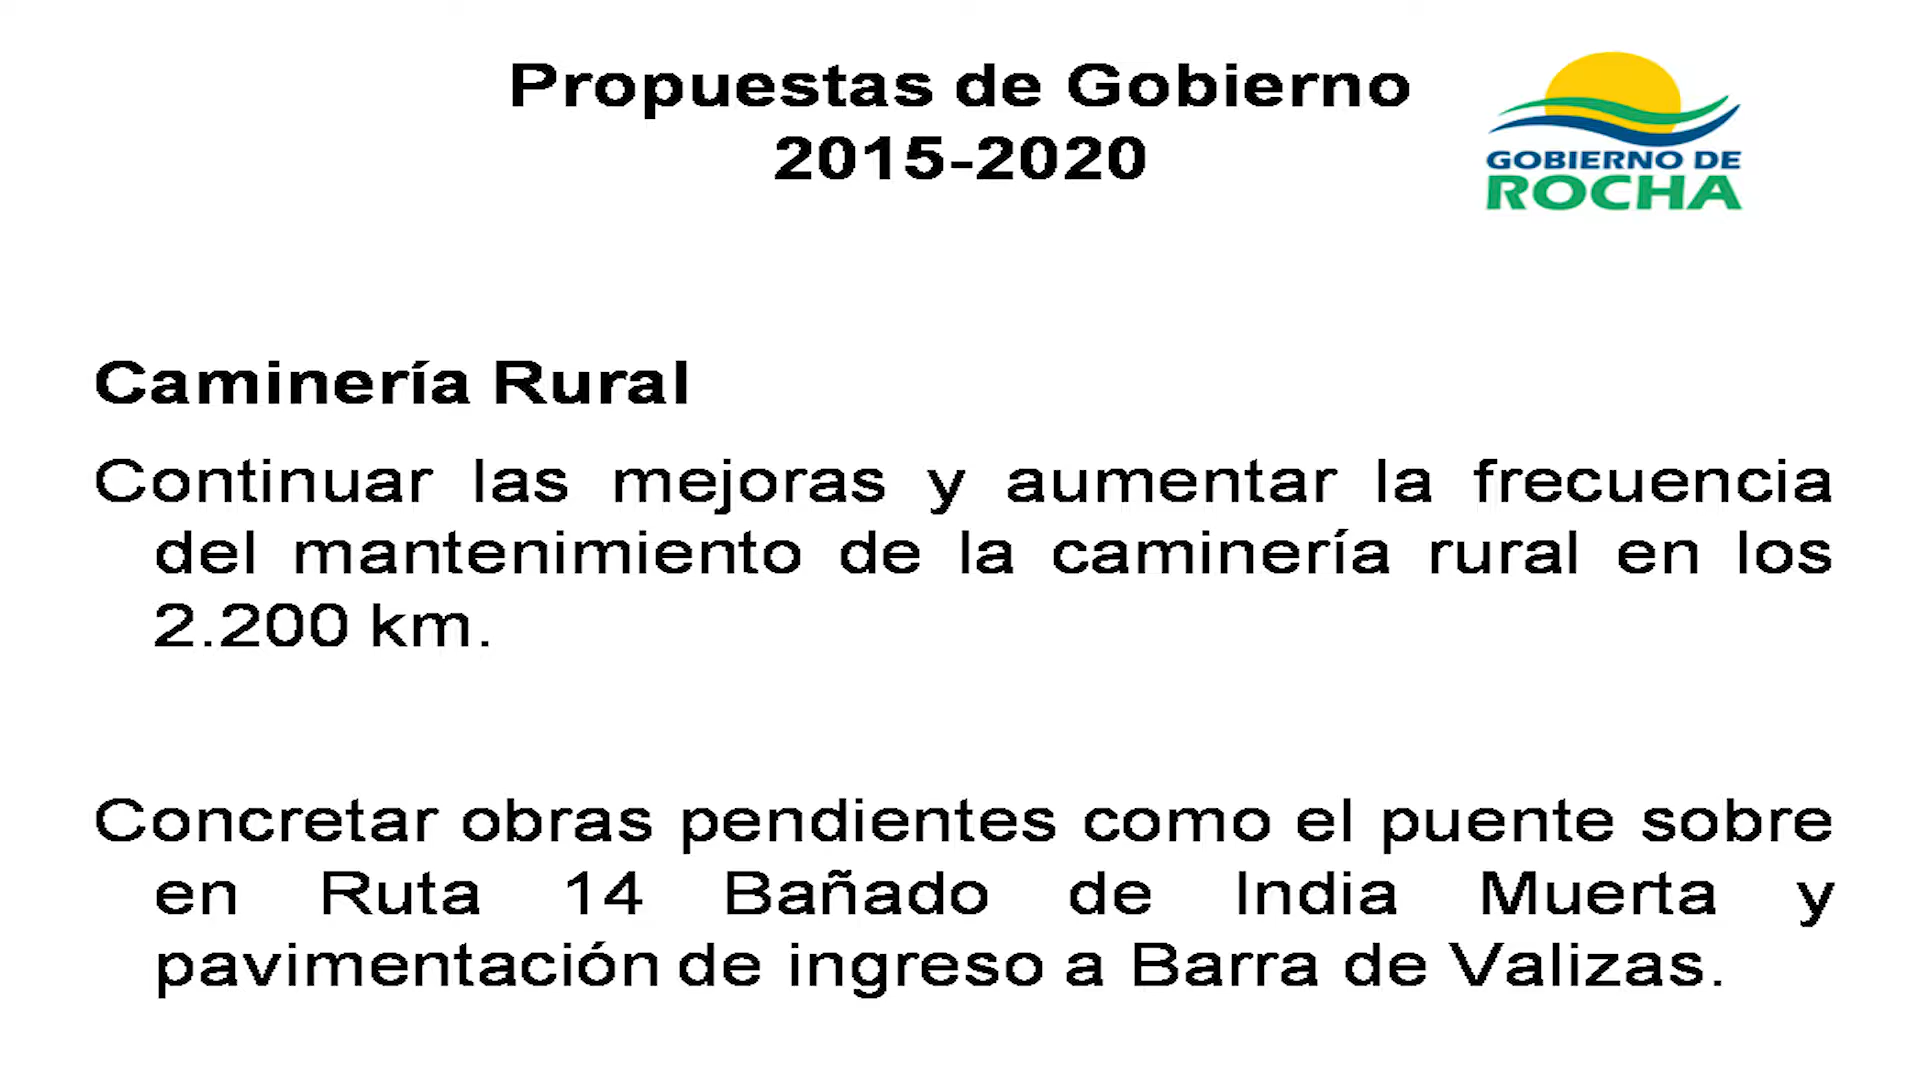 Propuestas de Gobierno
2015-2020
GOBIERNO DE
ROCHA
Caminería Rural
Continuar las mejoras y aumentar la frecuencia
del mantenimiento de la caminería rural en los
2.200 km.
Concretar obras pendientes como el puente sobre
en Ruta 14 Bañado de India Muerta y
pavimentación de ingreso a Barra de Valizas.